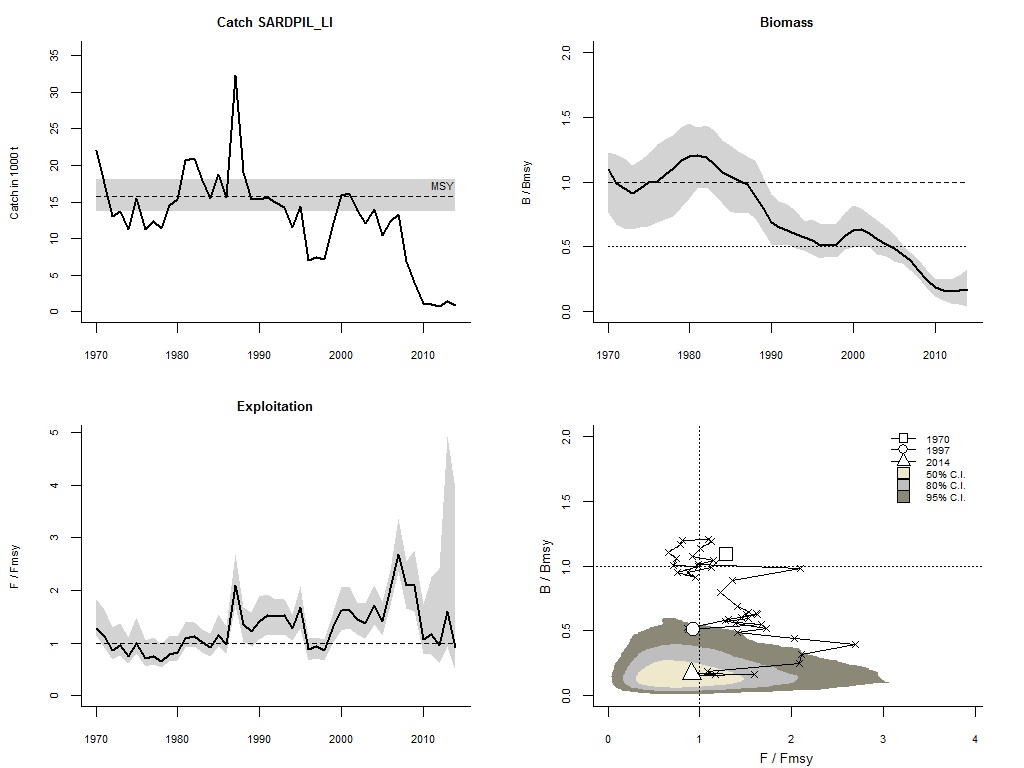 Catch SARDPIL_LI
Catch in 1000 t
35
30
25
20
15
10
5
0
MSY
1970 1980 1990 2000 2010
Biomass
B / Bmsy
2.0
1.5
1.0
0.5
0.0
1970 1980 1990 2000 2010
Exploitation
F / Fmsy
5
4
3
2
1
0
1970 1980 1990 2000 2010
B / Bmsy
2.0
1.5
1.0
0.5
0.0
1970
1997
2014
50% C.I.
80% C.I.
95% C.I.
0 1 2 3 4
F / Fmsy